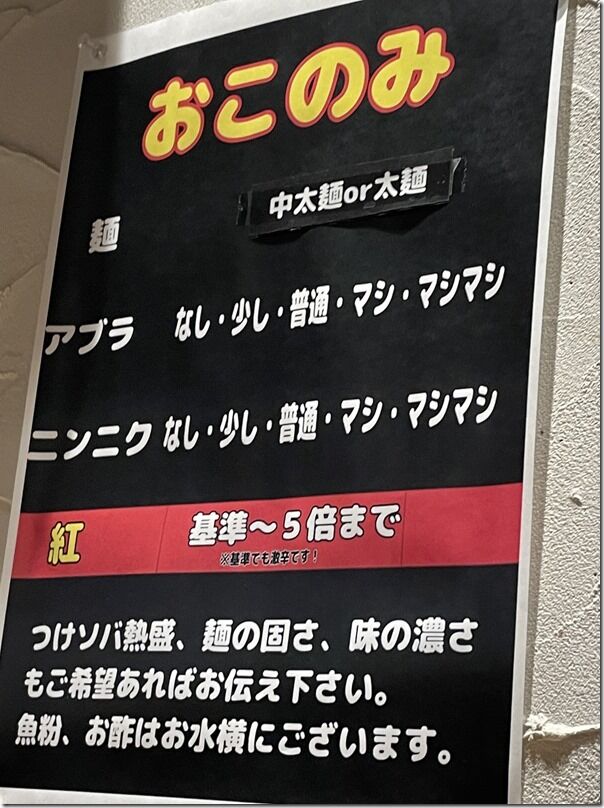 おこのみ
麺 中太麺or太麺
アブラ なし・少し・普通・マシ・マシマシ
ニンニク なし・少し・普通・マシ・マシマシ
紅 基準〜5倍まで
※基準でも激辛です！
つけソバ熱盛、麺の固さ、味の濃さ
もご希望あればお伝え下さい。
魚粉、お酢はお水横にございます。